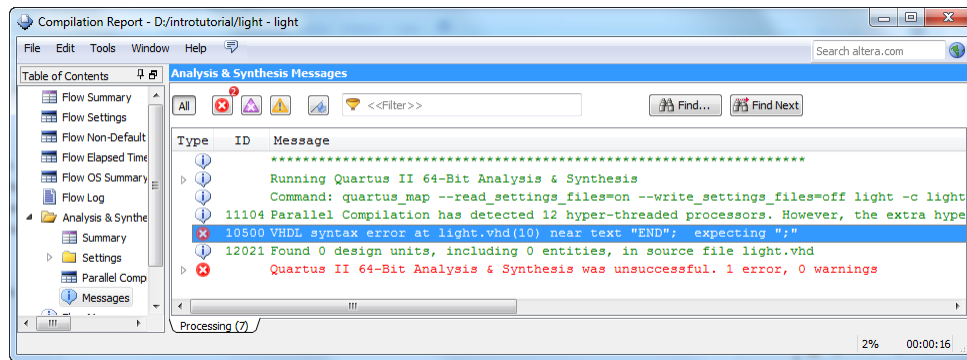 Compilation Report - D:/introtutorial/light - light
File Edit Tools Window Help
Search altera.com
Table of Contents
Flow Summary
Flow Settings
Flow Non-Default
Flow Elapsed Time
Flow OS Summary
Flow Log
Analysis & Synthe
Summary
Settings
Parallel Comp
Messages
Analysis & Synthesis Messages
All 2 <<Filter>> Find... Find Next
Type ID Message
*******************************************************************
Running Quartus II 64-Bit Analysis & Synthesis
Command: quartus_map --read_settings_files=on --write_settings_files=off light -c light
11104 Parallel Compilation has detected 12 hyper-threaded processors. However, the extra hype
10500 VHDL syntax error at light.vhd(10) near text "END"; expecting ";"
12021 Found 0 design units, including 0 entities, in source file light.vhd
Quartus II 64-Bit Analysis & Synthesis was unsuccessful. 1 error, 0 warnings
Processing (7)
2% 00:00:16